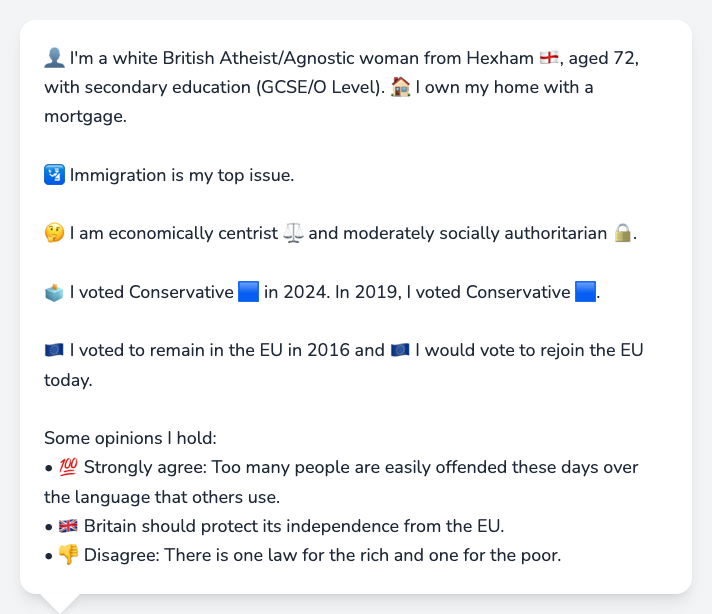 👤 I'm a white British Atheist/Agnostic woman from Hexham 🏴󠁧󠁢󠁥󠁮󠁧󠁿, aged 72,
with secondary education (GCSE/O Level). 🏠 I own my home with a
mortgage.
🛂 Immigration is my top issue.
🤔 I am economically centrist ⚖️ and moderately socially authoritarian 🔒.
🗳️ I voted Conservative 🟦 in 2024. In 2019, I voted Conservative 🟦.
🇪🇺 I voted to remain in the EU in 2016 and 🇪🇺 I would vote to rejoin the EU
today.
Some opinions I hold:
• 💯 Strongly agree: Too many people are easily offended these days over
the language that others use.
• 🇬🇧 Britain should protect its independence from the EU.
• 👎 Disagree: There is one law for the rich and one for the poor.